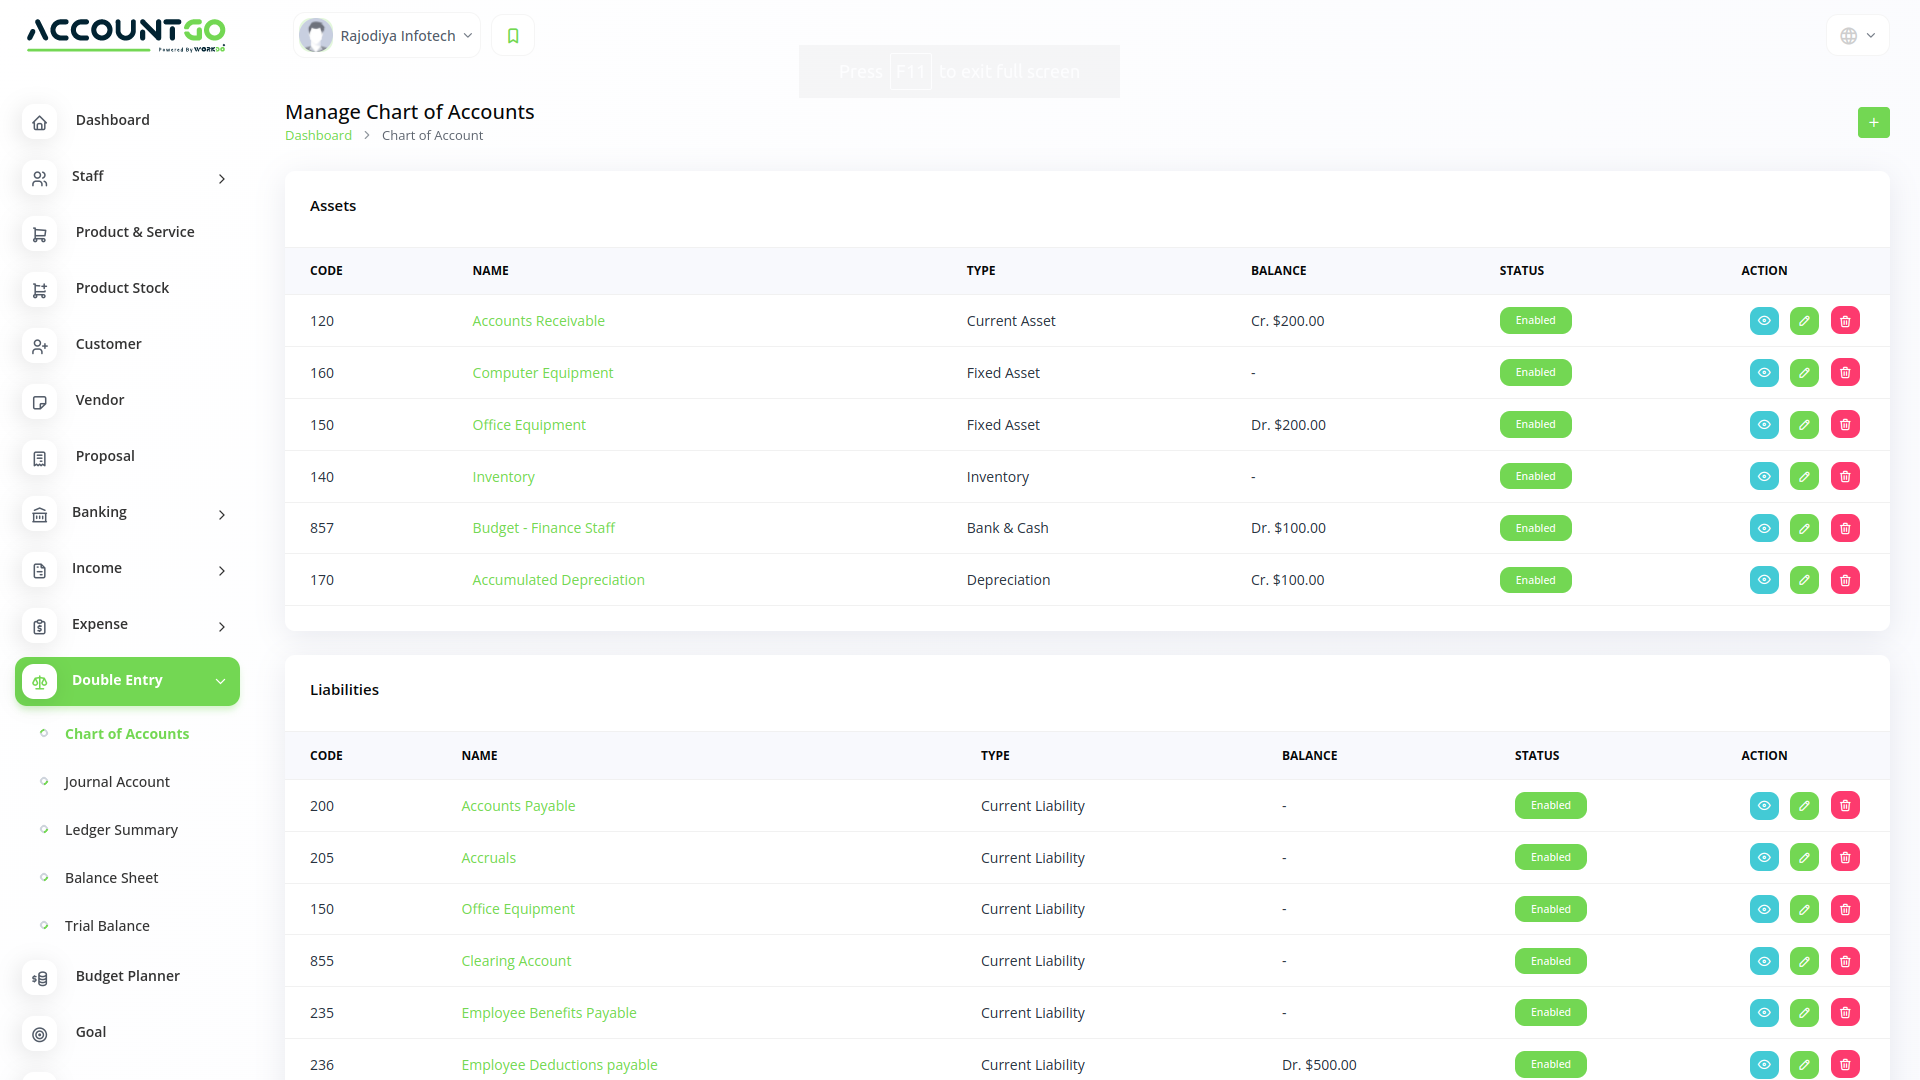 ACCOUNTGO
Powered By WORKDO
Rajodiya Infotech
Press F11 to exit full screen
Dashboard
Staff
Product & Service
Product Stock
Customer
Vendor
Proposal
Banking
Income
Expense
Double Entry
Chart of Accounts
Journal Account
Ledger Summary
Balance Sheet
Trial Balance
Budget Planner
Goal
Manage Chart of Accounts
Dashboard > Chart of Account
+
Assets
CODE NAME TYPE BALANCE STATUS ACTION
120 Accounts Receivable Current Asset Cr. $200.00 Enabled
160 Computer Equipment Fixed Asset - Enabled
150 Office Equipment Fixed Asset Dr. $200.00 Enabled
140 Inventory Inventory - Enabled
857 Budget - Finance Staff Bank & Cash Dr. $100.00 Enabled
170 Accumulated Depreciation Depreciation Cr. $100.00 Enabled
Liabilities
CODE NAME TYPE BALANCE STATUS ACTION
200 Accounts Payable Current Liability - Enabled
205 Accruals Current Liability - Enabled
150 Office Equipment Current Liability - Enabled
855 Clearing Account Current Liability - Enabled
235 Employee Benefits Payable Current Liability - Enabled
236 Employee Deductions payable Current Liability Dr. $500.00 Enabled